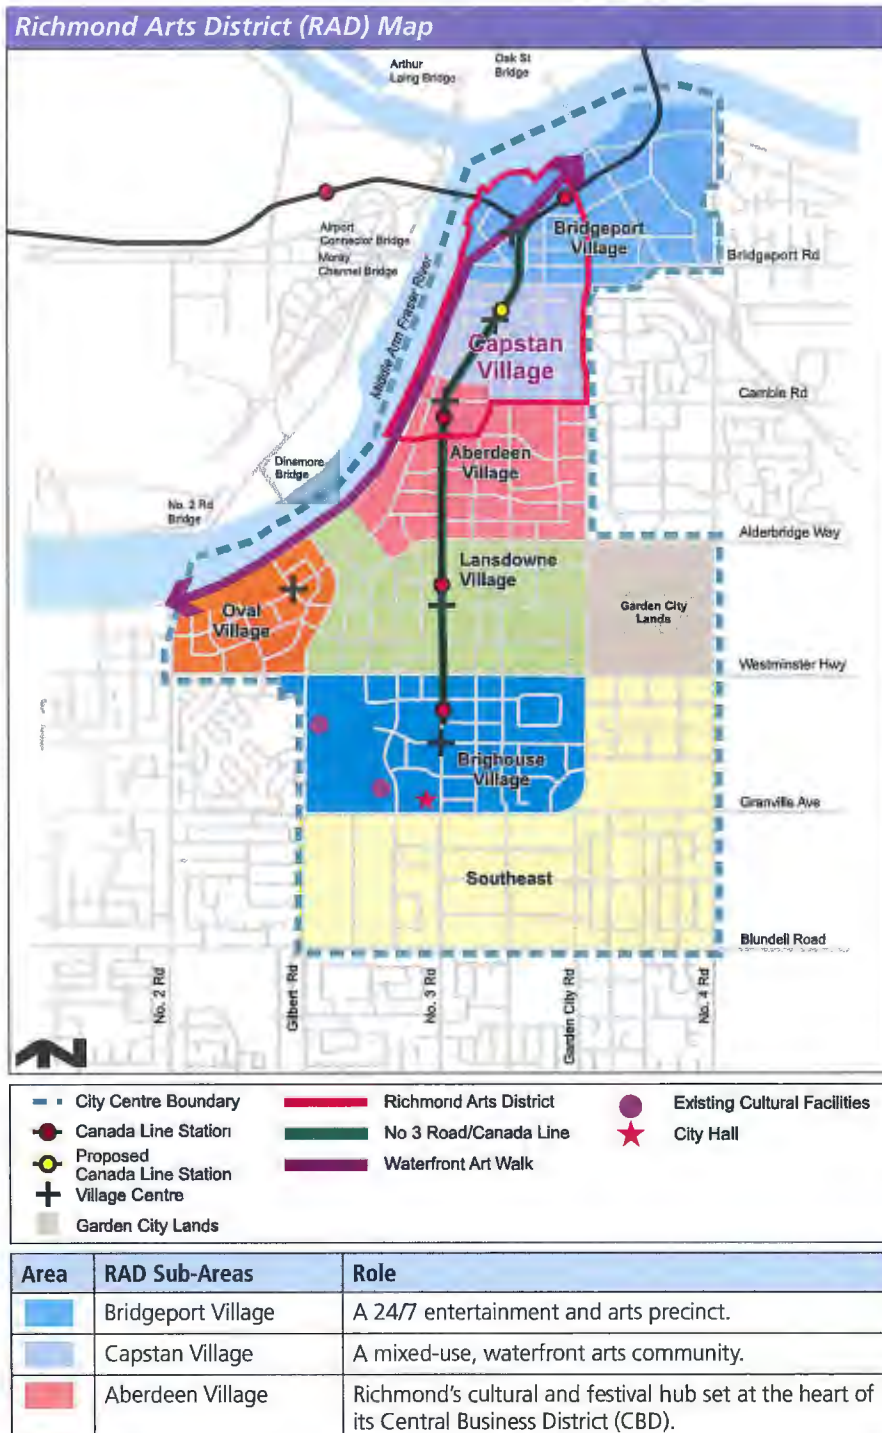 Richmond Arts District (RAD) Map
Arthur
Laing Bridge
Oak St
Bridge
Airport
Connector Bridge
Moray
Channel Bridge
Middle Arm Fraser River
Bridgeport
Village
Bridgeport Rd
Capstan
Village
Cambie Rd
Aberdeen
Village
Dinsmore
Bridge
No. 2 Rd
Bridge
Alderbridge Way
Lansdowne
Village
Oval
Village
Garden City
Lands
Westminster Hwy
Brighouse
Village
Granville Ave
Southeast
Blundell Road
No. 2 Rd
Gilbert Rd
No. 3 Rd
Garden City Rd
No. 4 Rd
N
City Centre Boundary
Canada Line Station
Proposed
Canada Line Station
Village Centre
Garden City Lands
Richmond Arts District
No 3 Road/Canada Line
Waterfront Art Walk
Existing Cultural Facilities
City Hall
Area RAD Sub-Areas Role
Bridgeport Village A 24/7 entertainment and arts precinct.
Capstan Village A mixed-use, waterfront arts community.
Aberdeen Village Richmond's cultural and festival hub set at the heart of
its Central Business District (CBD).